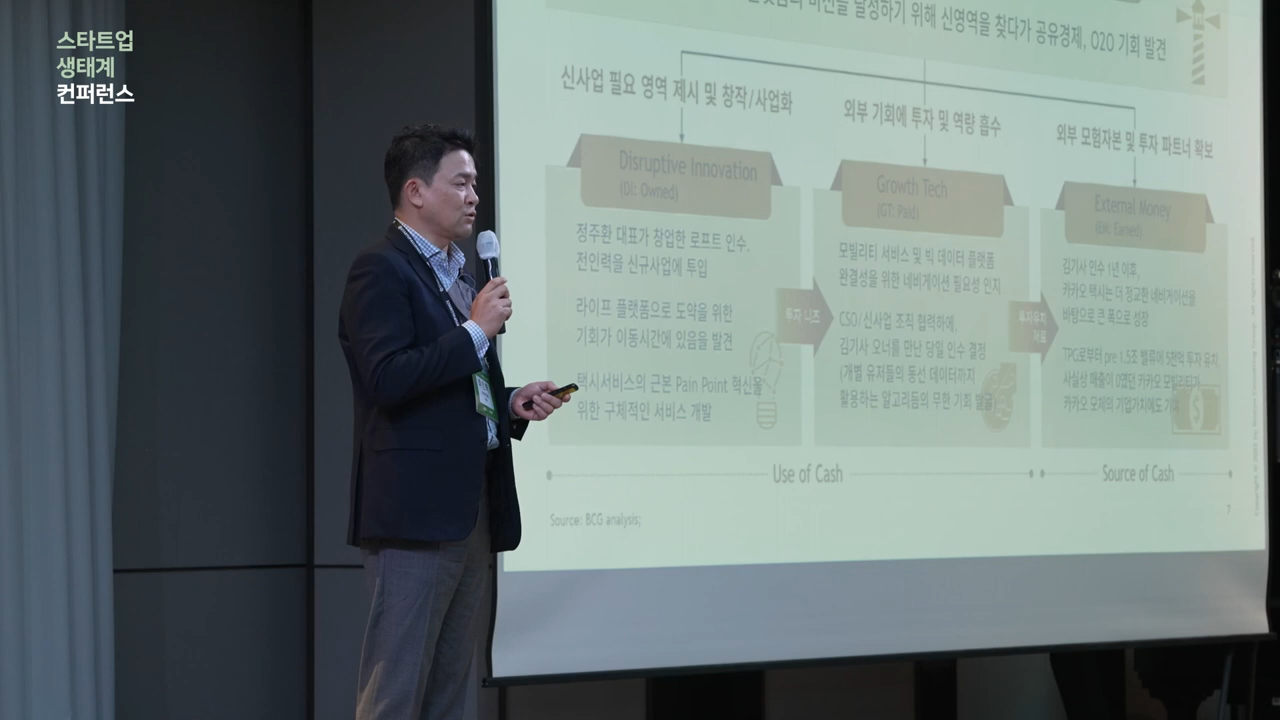 스타트업
생태계
컨퍼런스
달성하기 위해 신영역을 찾다가 공유경제, O2O 기회 발견
신사업 필요 영역 제시 및 창작/사업화
외부 기회에 투자 및 역량 흡수
외부 모험자본 및 투자 파트너 확보
Disruptive Innovation
(DI: Owned)
정주환 대표가 창업한 로프트 인수,
전인력을 신규사업에 투입
라이프 플랫폼으로 도약을 위한
기회가 이동시간에 있음을 발견
택시서비스의 근본 Pain Point 혁신을
위한 구체적인 서비스 개발
투자 니즈
Growth Tech
(GT: Paid)
모빌리티 서비스 및 빅 데이터 플랫폼
완결성을 위한 네비게이션 필요성 인지
CSO/신사업 조직 협력하에,
김기사 오너를 만난 당일 인수 결정
(개별 유저들의 동선 데이터까지
활용하는 알고리듬의 무한 기회 발굴)
투자유치
External Money
(EM: Earned)
김기사 인수 1년 이후,
카카오 택시는 더 정교한 네비게이션을
바탕으로 큰 폭으로 성장
TPG로부터 pre 1.5조 밸류에 5천억 투자 유치
사실상 매출이 0였던 카카오 모빌리티가
카카오 모체의 기업가치에도
Use of Cash
Source of Cash
Source: BCG analysis;